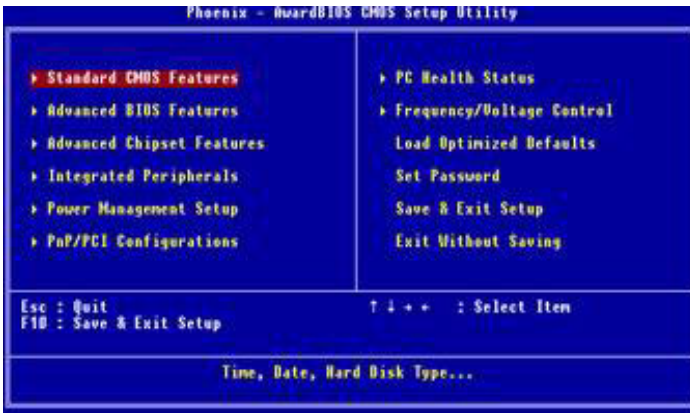 Phoenix - AwardBIOS CMOS Setup Utility
▸ Standard CMOS Features
▸ Advanced BIOS Features
▸ Advanced Chipset Features
▸ Integrated Peripherals
▸ Power Management Setup
▸ PnP/PCI Configurations
▸ PC Health Status
▸ Frequency/Voltage Control
Load Optimized Defaults
Set Password
Save & Exit Setup
Exit Without Saving
Esc : Quit
F10 : Save & Exit Setup
↑ ↓ → ← : Select Item
Time, Date, Hard Disk Type...